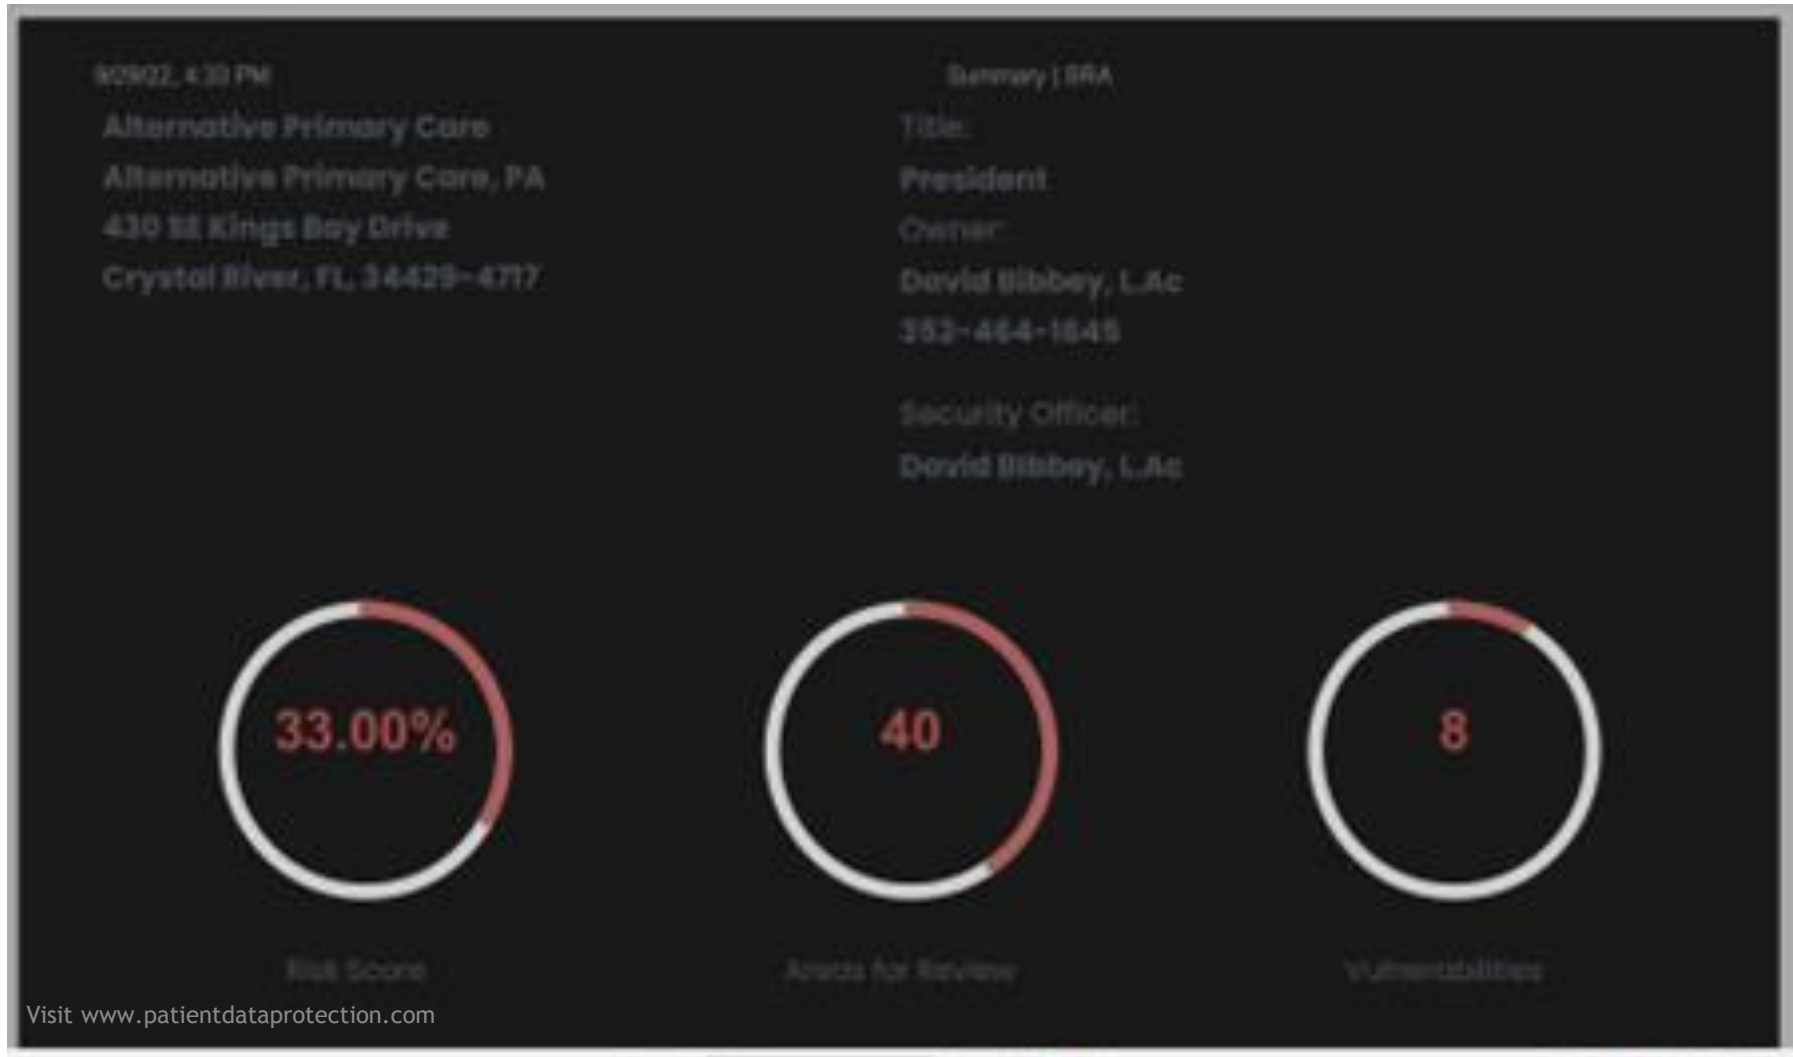 9/29/22, 4:33 PM
Summary | SRA
Alternative Primary Care
Alternative Primary Care, PA
430 SE Kings Bay Drive
Crystal River, FL, 34429-4717
Title:
President
Owner:
David Bibbey, L.Ac
352-464-1645
Security Officer:
David Bibbey, L.Ac
33.00%
40
8
Risk Score
Areas for Review
Vulnerabilities
Visit www.patientdataprotection.com